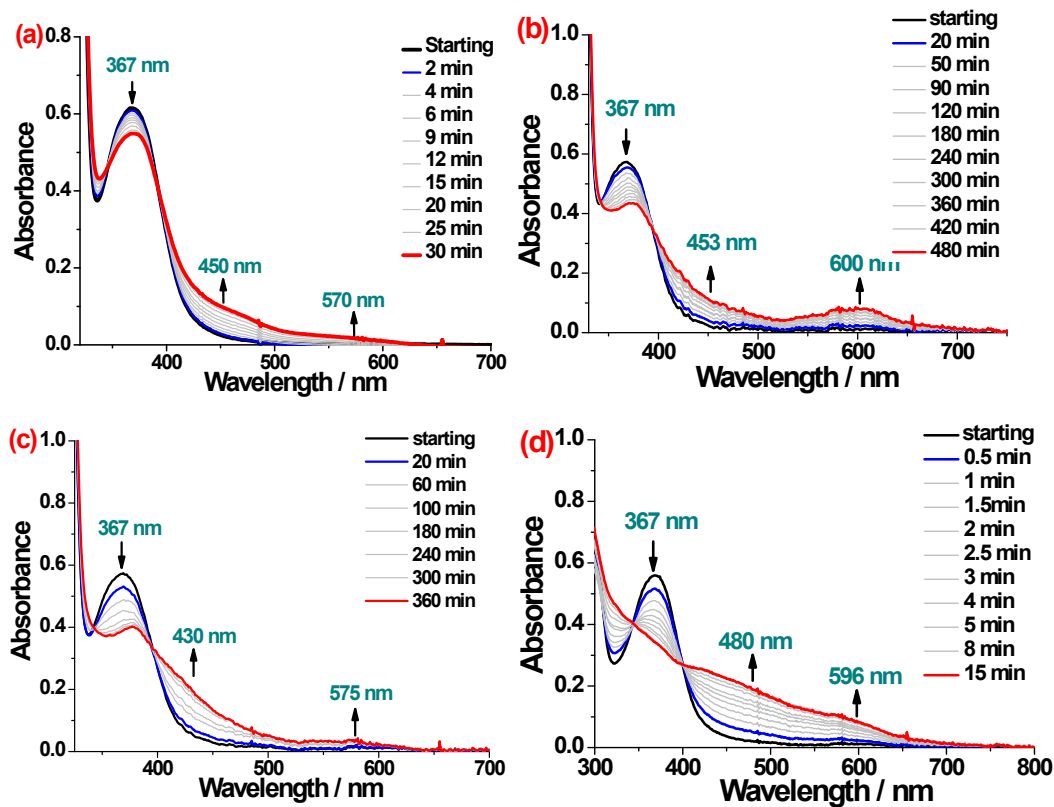 (a)
Absorbance
0.8
0.6
0.4
0.2
0.0
367 nm
450 nm
570 nm
Starting
2 min
4 min
6 min
9 min
12 min
15 min
20 min
25 min
30 min
400
500
600
700
Wavelength / nm
(b)
Absorbance
1.0
0.8
0.6
0.4
0.2
0.0
367 nm
453 nm
600 nm
starting
20 min
50 min
90 min
120 min
180 min
240 min
300 min
360 min
420 min
480 min
400
500
600
700
Wavelength / nm
(c)
Absorbance
1.0
0.8
0.6
0.4
0.2
0.0
367 nm
430 nm
575 nm
starting
20 min
60 min
100 min
180 min
240 min
300 min
360 min
400
500
600
700
Wavelength / nm
(d)
Absorbance
1.0
0.8
0.6
0.4
0.2
0.0
367 nm
480 nm
596 nm
starting
0.5 min
1 min
1.5min
2 min
2.5 min
3 min
4 min
5 min
8 min
15 min
300
400
500
600
700
800
Wavelength / nm